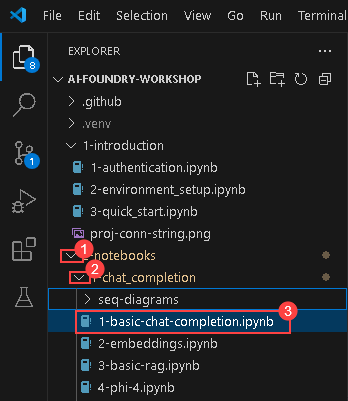 File Edit Selection View Go Run Terminal
EXPLORER
8
AI-FOUNDRY-WORKSHOP
.github
.venv
1-introduction
1
1-authentication.ipynb
2-environment_setup.ipynb
3-quick_start.ipynb
proj-conn-string.png
1
-notebooks
2
-chat_completion
seq-diagrams
3
1-basic-chat-completion.ipynb
2-embeddings.ipynb
3-basic-rag.ipynb
4-phi-4.ipynb